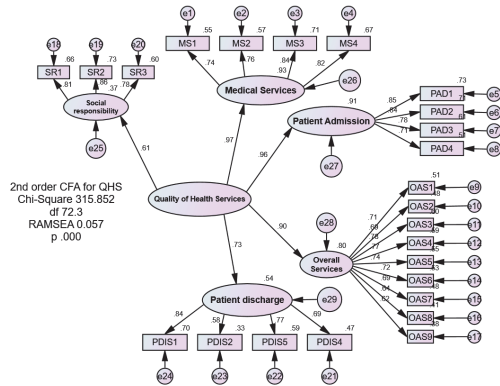 e18
e19
e20
.66
.73
.60
SR1
SR2
SR3
.81
.86
.37
.78
Social
responsibility
e25
.61
e1
e2
e3
e4
.55
.57
.71
.67
MS1
MS2
MS3
MS4
.74
.76
.84
.93
.82
Medical Services
e26
.97
.91
Patient Admission
e27
.96
.85
.78
.71
.73
PAD1
PAD2
PAD3
PAD4
e5
e6
e7
e8
2nd order CFA for QHS
Chi-Square 315.852
df 72.3
RAMSEA 0.057
p .000
Quality of Health Services
.90
e28
.80
Overall
Services
.71
.77
.74
.72
.69
.62
.51
OAS1
OAS2
OAS3
OAS4
OAS5
OAS6
OAS7
OAS8
OAS9
e9
e10
e11
e12
e13
e14
e15
e16
e17
.73
.54
Patient discharge
e29
.84
.58
.77
.69
.70
.33
.59
.47
PDIS1
PDIS2
PDIS5
PDIS4
e24
e23
e22
e21